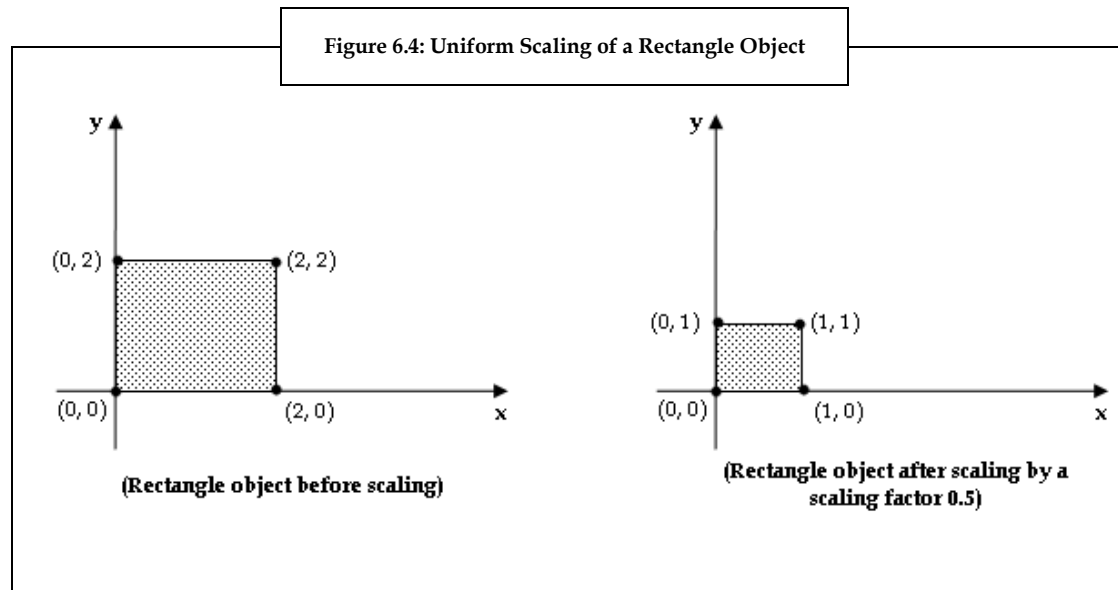 Figure 6.4: Uniform Scaling of a Rectangle Object
y
(0, 2)
(2, 2)
(0, 0)
(2, 0)
x
(Rectangle object before scaling)
y
(0, 1)
(1, 1)
(0, 0)
(1, 0)
x
(Rectangle object after scaling by a
scaling factor 0.5)